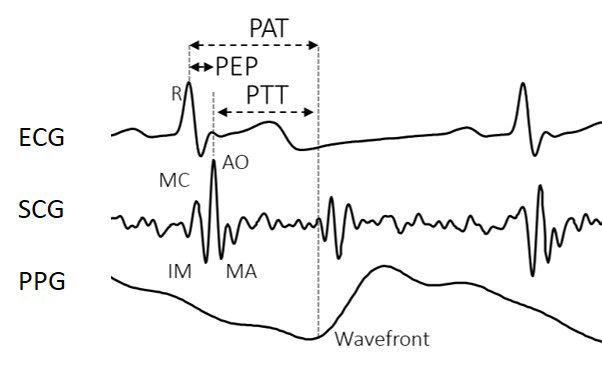 PAT
PEP
PTT
R
ECG
AO
MC
SCG
IM
MA
PPG
Wavefront